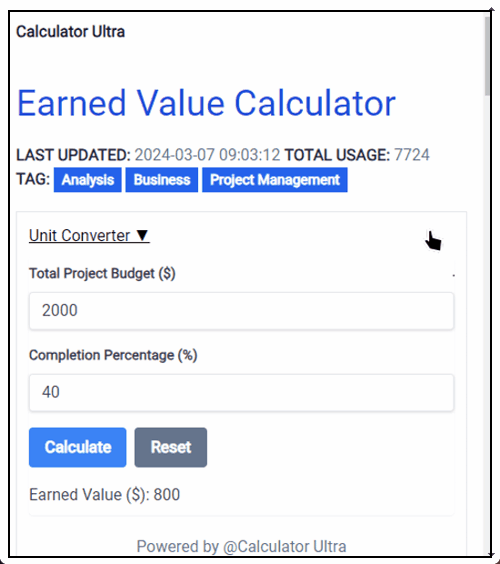 Calculator Ultra
Earned Value Calculator
LAST UPDATED: 2024-03-07 09:03:12 TOTAL USAGE: 7724
TAG: Analysis Business Project Management
Unit Converter ▼
Total Project Budget ($)
2000
Completion Percentage (%)
40
Calculate Reset
Earned Value ($): 800
Powered by @Calculator Ultra